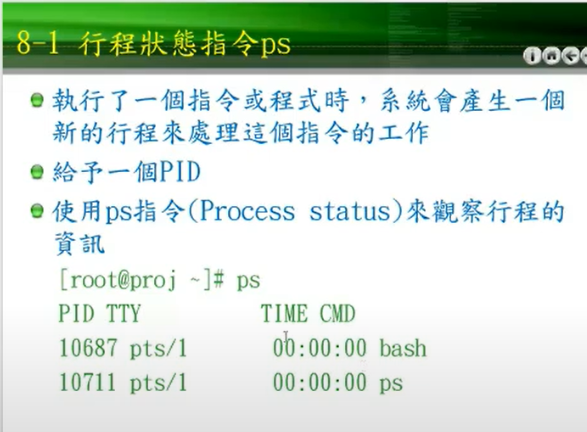 8-1 行程狀態指令ps
執行了一個指令或程式時，系統會產生一個
新的行程來處理這個指令的工作
給予一個PID
使用ps指令(Process status)來觀察行程的
資訊
[root@proj ~]# ps
PID TTY TIME CMD
10687 pts/1 00:00:00 bash
10711 pts/1 00:00:00 ps